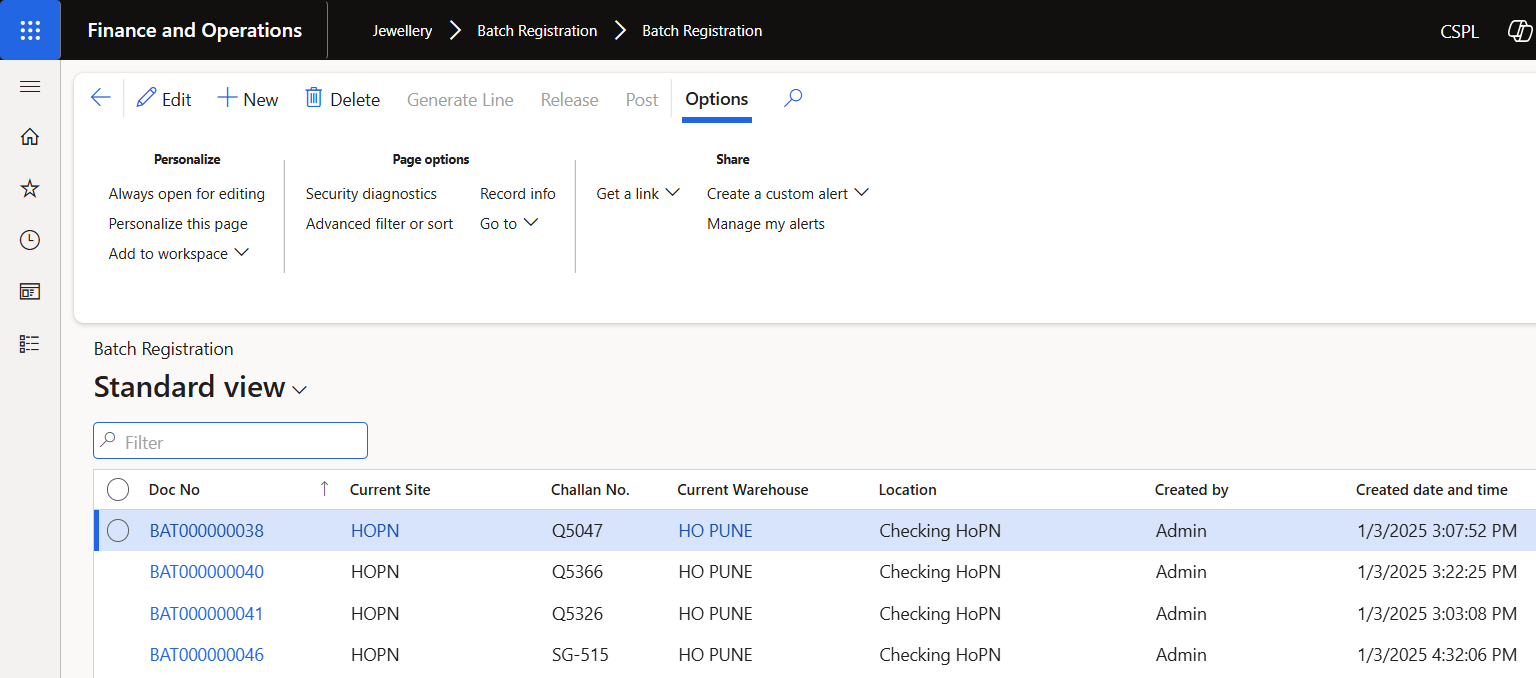 Finance and Operations Jewellery Batch Registration Batch Registration CSPL
Edit New Delete Generate Line Release Post Options
Personalize Page options Share
Always open for editing Security diagnostics Record info Get a link Create a custom alert
Personalize this page Advanced filter or sort Go to Manage my alerts
Add to workspace
Batch Registration
Standard view
Filter
Doc No Current Site Challan No. Current Warehouse Location Created by Created date and time
BAT000000038 HOPN Q5047 HO PUNE Checking HoPN Admin 1/3/2025 3:07:52 PM
BAT000000040 HOPN Q5366 HO PUNE Checking HoPN Admin 1/3/2025 3:22:25 PM
BAT000000041 HOPN Q5326 HO PUNE Checking HoPN Admin 1/3/2025 3:03:08 PM
BAT000000046 HOPN SG-515 HO PUNE Checking HoPN Admin 1/3/2025 4:32:06 PM